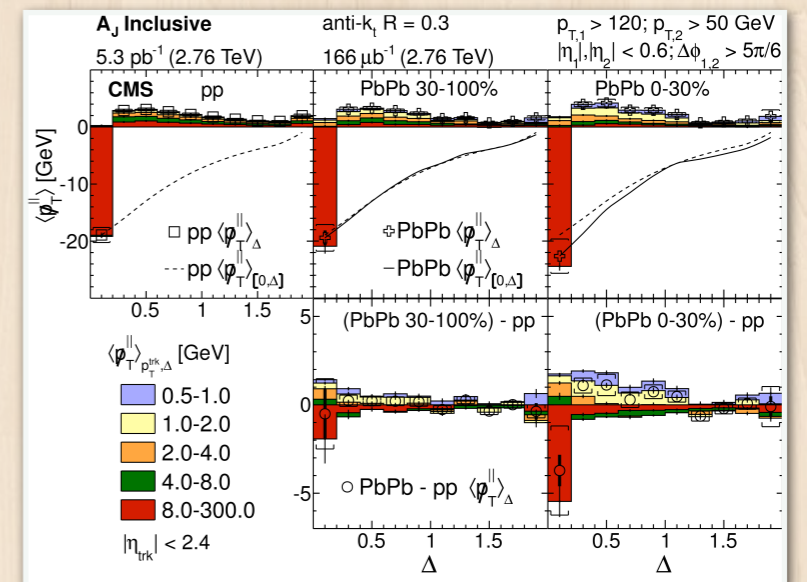 A_J Inclusive
anti-k_t R = 0.3
p_T,1 > 120; p_T,2 > 50 GeV
5.3 pb⁻¹ (2.76 TeV)
166 μb⁻¹ (2.76 TeV)
|η₁|,|η₂| < 0.6; Δϕ₁,₂ > 5π/6
CMS pp
PbPb 30-100%
PbPb 0-30%
⟨p̸_T^||⟩ [GeV]
0
-10
-20
□ pp ⟨p̸_T^||⟩_Δ
---- pp ⟨p̸_T^||⟩_[0,Δ]
PbPb ⟨p̸_T^||⟩_Δ
– PbPb ⟨p̸_T^||⟩_[0,Δ]
0.5 1 1.5
(PbPb 30-100%) - pp
(PbPb 0-30%) - pp
5
0
-5
⟨p̸_T^||⟩_p_T^trk,Δ [GeV]
0.5-1.0
1.0-2.0
2.0-4.0
4.0-8.0
8.0-300.0
|η_trk| < 2.4
○ PbPb - pp ⟨p̸_T^||⟩_Δ
0.5 1 1.5
0.5 1 1.5
Δ
Δ